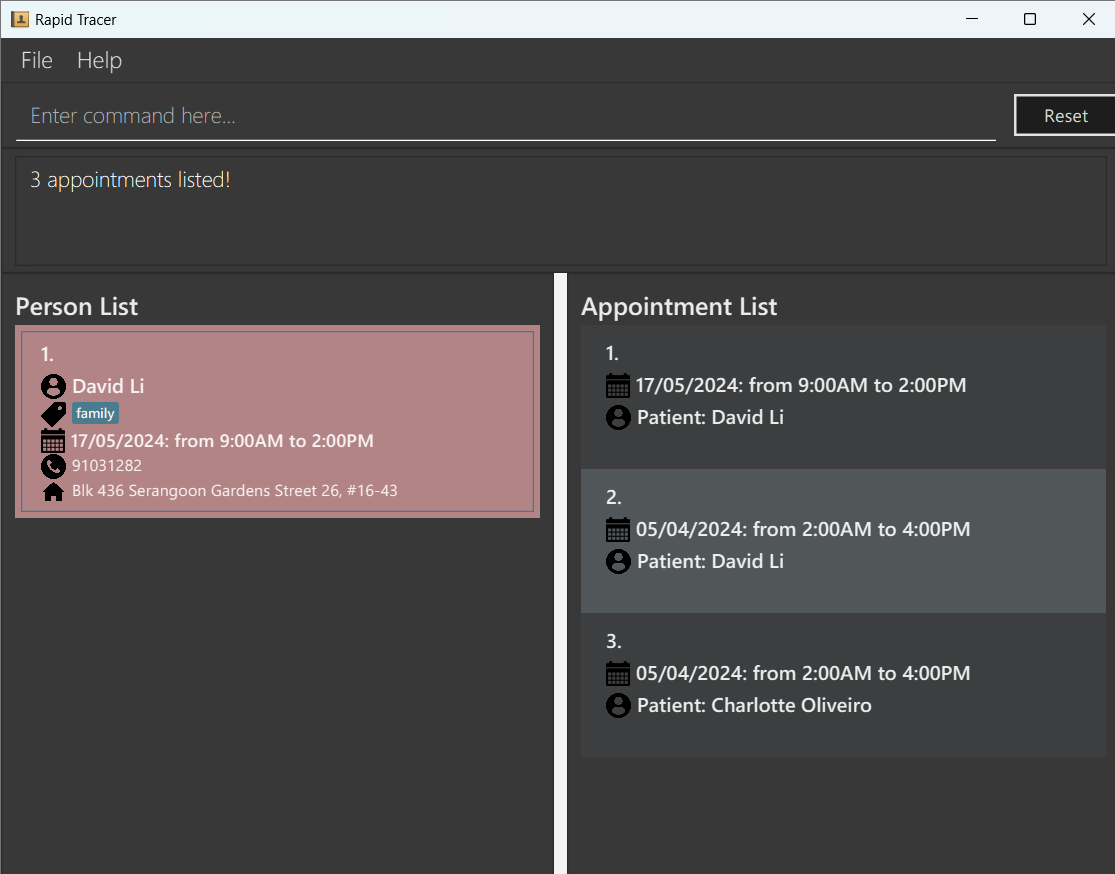 Rapid Tracer
File Help
Enter command here...
Reset
3 appointments listed!
Person List
1.
David Li
family
17/05/2024: from 9:00AM to 2:00PM
91031282
Blk 436 Serangoon Gardens Street 26, #16-43
Appointment List
1.
17/05/2024: from 9:00AM to 2:00PM
Patient: David Li
2.
05/04/2024: from 2:00AM to 4:00PM
Patient: David Li
3.
05/04/2024: from 2:00AM to 4:00PM
Patient: Charlotte Oliveiro